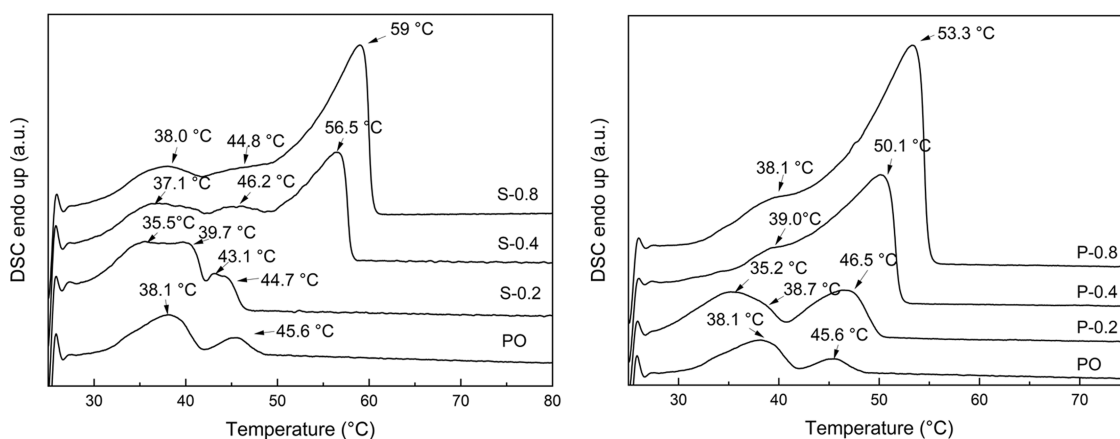 DSC endo up (a.u.)
59 °C
38.0 °C
44.8 °C
56.5 °C
37.1 °C
46.2 °C
S-0.8
35.5°C
39.7 °C
S-0.4
43.1 °C
44.7 °C
S-0.2
38.1 °C
45.6 °C
PO
30 40 50 60 70 80
Temperature (°C)
DSC endo up (a.u.)
53.3 °C
50.1 °C
38.1 °C
39.0°C
P-0.8
35.2 °C
46.5 °C
38.7 °C
P-0.4
38.1 °C
P-0.2
45.6 °C
PO
30 40 50 60 70
Temperature (°C)